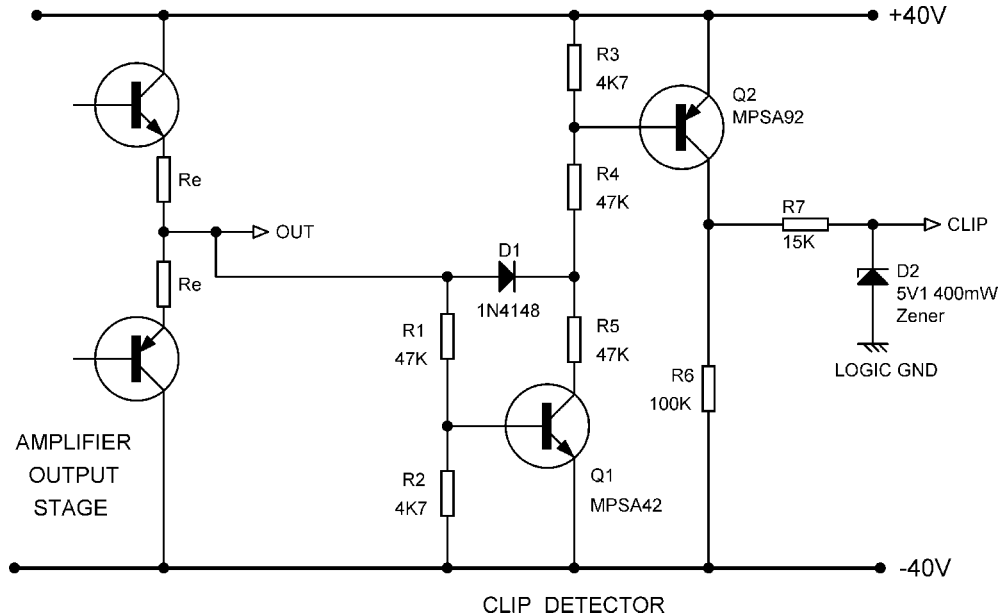 +40V
R3
4K7
Q2
MPSA92
Re
R4
47K
OUT
R7
15K
CLIP
D1
1N4148
Re
D2
5V1 400mW
Zener
R1
47K
R5
47K
LOGIC GND
R6
100K
AMPLIFIER
OUTPUT
STAGE
R2
4K7
Q1
MPSA42
-40V
CLIP DETECTOR